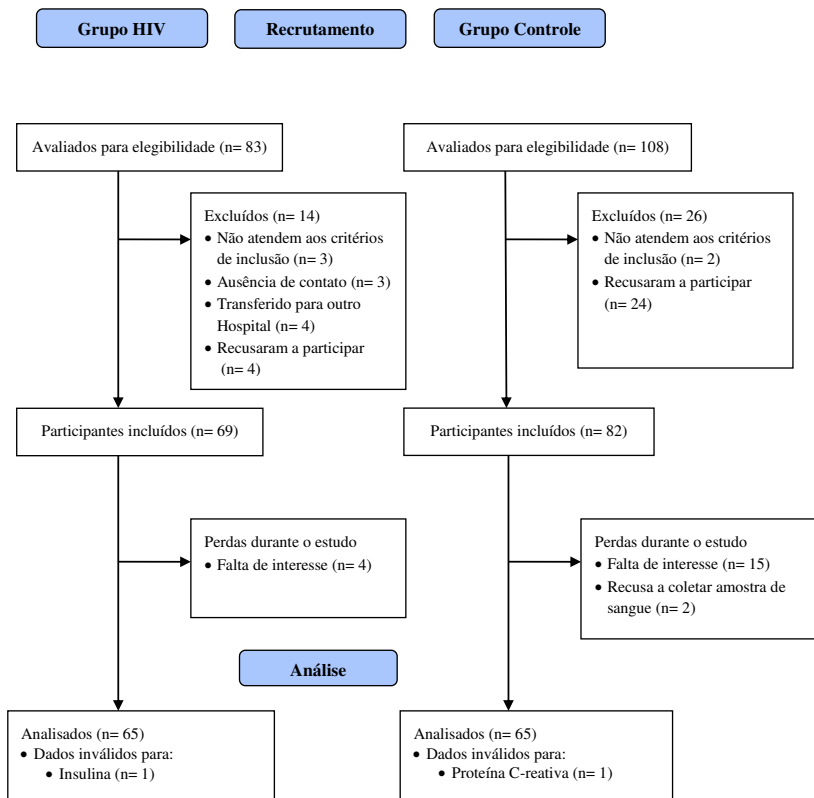 Grupo HIV
Recrutamento
Grupo Controle
Avaliados para elegibilidade (n= 83)
Avaliados para elegibilidade (n= 108)
Excluídos (n= 14)
• Não atendem aos critérios
de inclusão (n= 3)
• Ausência de contato (n= 3)
• Transferido para outro
Hospital (n= 4)
• Recusaram a participar
(n= 4)
Excluídos (n= 26)
• Não atendem aos critérios
de inclusão (n= 2)
• Recusaram a participar
(n= 24)
Participantes incluídos (n= 69)
Participantes incluídos (n= 82)
Perdas durante o estudo
• Falta de interesse (n= 4)
Perdas durante o estudo
• Falta de interesse (n= 15)
• Recusa a coletar amostra de
sangue (n= 2)
Análise
Analisados (n= 65)
• Dados inválidos para:
• Insulina (n= 1)
Analisados (n= 65)
• Dados inválidos para:
• Proteína C-reativa (n= 1)